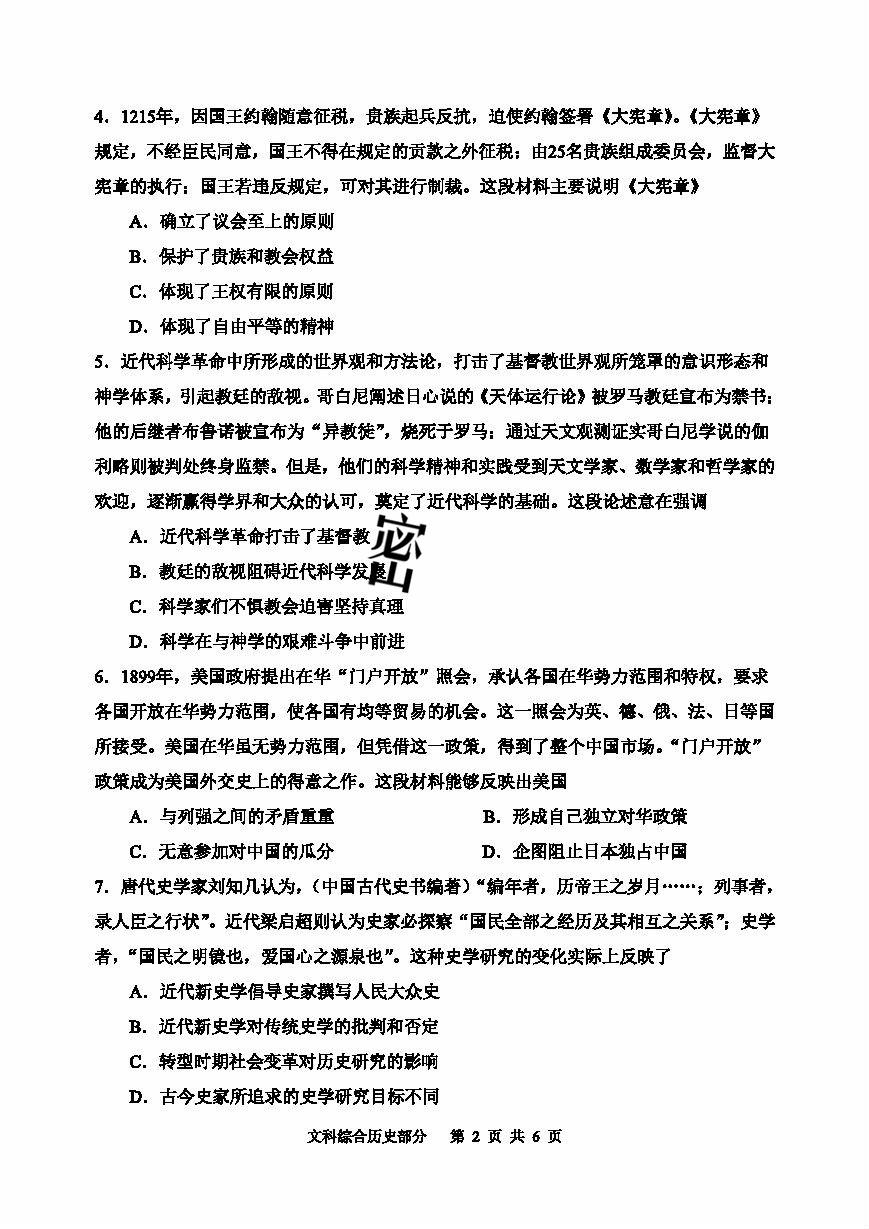 4．1215年，因国王约翰随意征税，贵族起兵反抗，迫使约翰签署《大宪章》。《大宪章》
规定，不经臣民同意，国王不得在规定的贡款之外征税；由25名贵族组成委员会，监督大
宪章的执行；国王若违反规定，可对其进行制裁。这段材料主要说明《大宪章》
A．确立了议会至上的原则
B．保护了贵族和教会权益
C．体现了王权有限的原则
D．体现了自由平等的精神
5．近代科学革命中所形成的世界观和方法论，打击了基督教世界观所笼罩的意识形态和
神学体系，引起教廷的敌视。哥白尼阐述日心说的《天体运行论》被罗马教廷宣布为禁书；
他的后继者布鲁诺被宣布为“异教徒”，烧死于罗马；通过天文观测证实哥白尼学说的伽
利略则被判处终身监禁。但是，他们的科学精神和实践受到天文学家、数学家和哲学家的
欢迎，逐渐赢得学界和大众的认可，奠定了近代科学的基础。这段论述意在强调
A．近代科学革命打击了基督教
B．教廷的敌视阻碍近代科学发展
C．科学家们不惧教会迫害坚持真理
D．科学在与神学的艰难斗争中前进
密
6．1899年，美国政府提出在华“门户开放”照会，承认各国在华势力范围和特权，要求
各国开放在华势力范围，使各国有均等贸易的机会。这一照会为英、德、俄、法、日等国
所接受。美国在华虽无势力范围，但凭借这一政策，得到了整个中国市场。“门户开放”
政策成为美国外交史上的得意之作。这段材料能够反映出美国
A．与列强之间的矛盾重重 B．形成自己独立对华政策
C．无意参加对中国的瓜分 D．企图阻止日本独占中国
7．唐代史学家刘知几认为，（中国古代史书编著）“编年者，历帝王之岁月……；列事者，
录人臣之行状”。近代梁启超则认为史家必探察“国民全部之经历及其相互之关系”；史学
者，“国民之明镜也，爱国心之源泉也”。这种史学研究的变化实际上反映了
A．近代新史学倡导史家撰写人民大众史
B．近代新史学对传统史学的批判和否定
C．转型时期社会变革对历史研究的影响
D．古今史家所追求的史学研究目标不同
文科综合历史部分 第 2 页 共 6 页